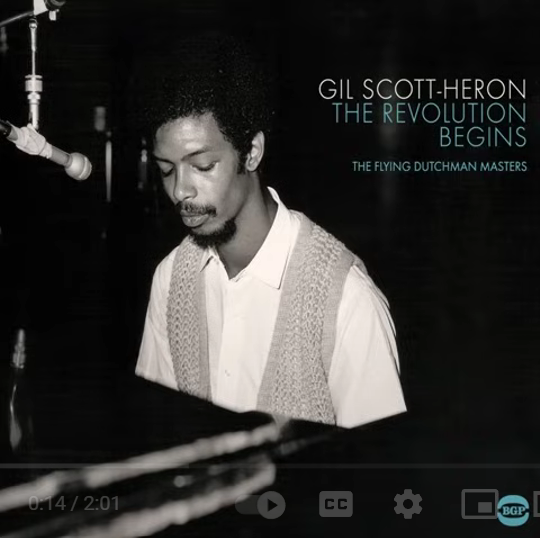 GIL SCOTT-HERON
THE REVOLUTION
BEGINS
THE FLYING DUTCHMAN MASTERS
0:14 / 2:01
CC
BGP